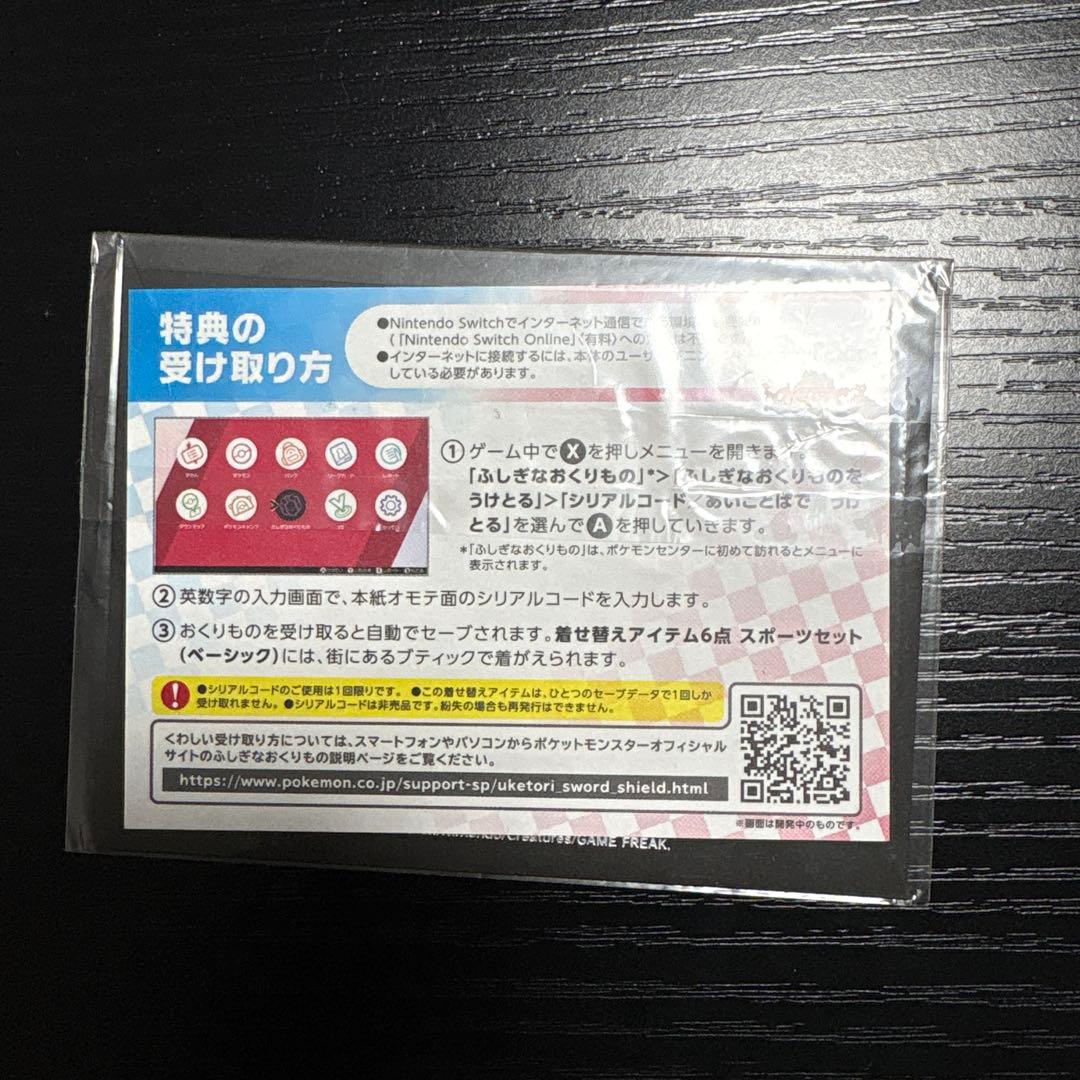 特典の
受け取り方
●Nintendo Switchでインターネット通信で
(「Nintendo Switch Online」〈有料〉への
●インターネットに接続するには、本体のユーザ
している必要があります。
①ゲーム中でXを押しメニューを開きます。
「ふしぎなおくりもの」*>「ふしぎなおくりものを
うけとる」>「シリアルコード/あいことばで うけ
とる」を選んでAを押していきます。
*「ふしぎなおくりもの」は、ポケモンセンターに初めて訪れるとメニューに
表示されます。
②英数字の入力画面で、本紙オモテ面のシリアルコードを入力します。
③おくりものを受け取ると自動でセーブされます。着せ替えアイテム6点 スポーツセット
(ベーシック)には、街にあるブティックで着がえられます。
●シリアルコードのご使用は1回限りです。 ●この着せ替えアイテムは、ひとつのセーブデータで1回しか
受け取れません。●シリアルコードは非売品です。紛失の場合も再発行はできません。
くわしい受け取り方については、スマートフォンやパソコンからポケットモンスターオフィシャル
サイトのふしぎなおくりもの説明ページをご覧ください。
https://www.pokemon.co.jp/support-sp/uketori_sword_shield.html
※画面は開発中のものです。
Creatures/GAME FREAK.